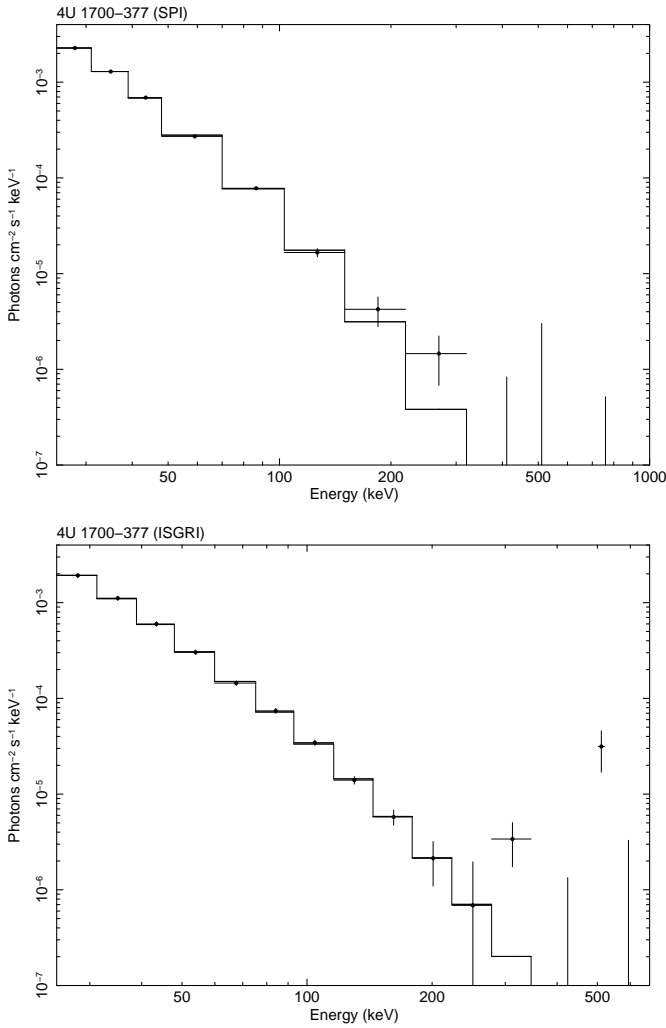 4U 1700−377 (SPI)
Photons cm⁻² s⁻¹ keV⁻¹
10⁻³
10⁻⁴
10⁻⁵
10⁻⁶
10⁻⁷
50 100 200 500 1000
Energy (keV)
4U 1700−377 (ISGRI)
Photons cm⁻² s⁻¹ keV⁻¹
10⁻³
10⁻⁴
10⁻⁵
10⁻⁶
10⁻⁷
50 100 200 500
Energy (keV)